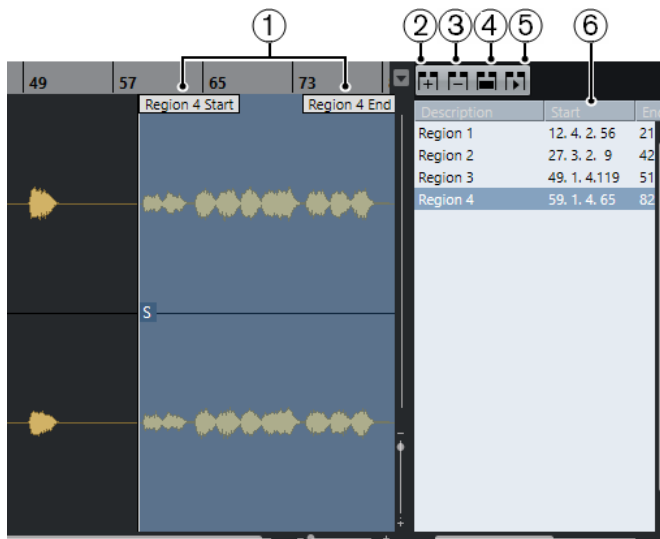 1 2 3 4 5 6
49 57 65 73
Region 4 Start Region 4 End
Description Start En
Region 1 12. 4. 2. 56 21
Region 2 27. 3. 2. 9 42
Region 3 49. 1. 4.119 51
Region 4 59. 1. 4. 65 82
S